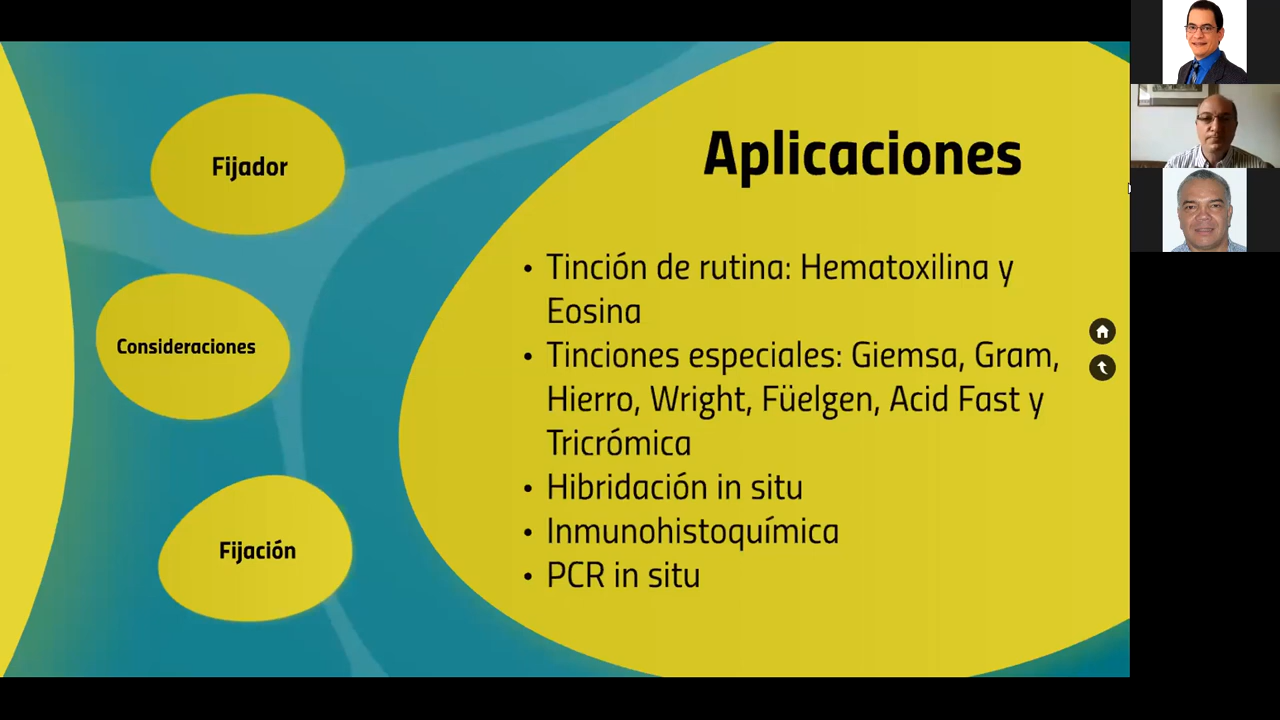 Fijador
Consideraciones
Fijación
Aplicaciones
• Tinción de rutina: Hematoxilina y
Eosina
• Tinciones especiales: Giemsa, Gram,
Hierro, Wright, Füelgen, Acid Fast y
Tricrómica
• Hibridación in situ
• Inmunohistoquímica
• PCR in situ